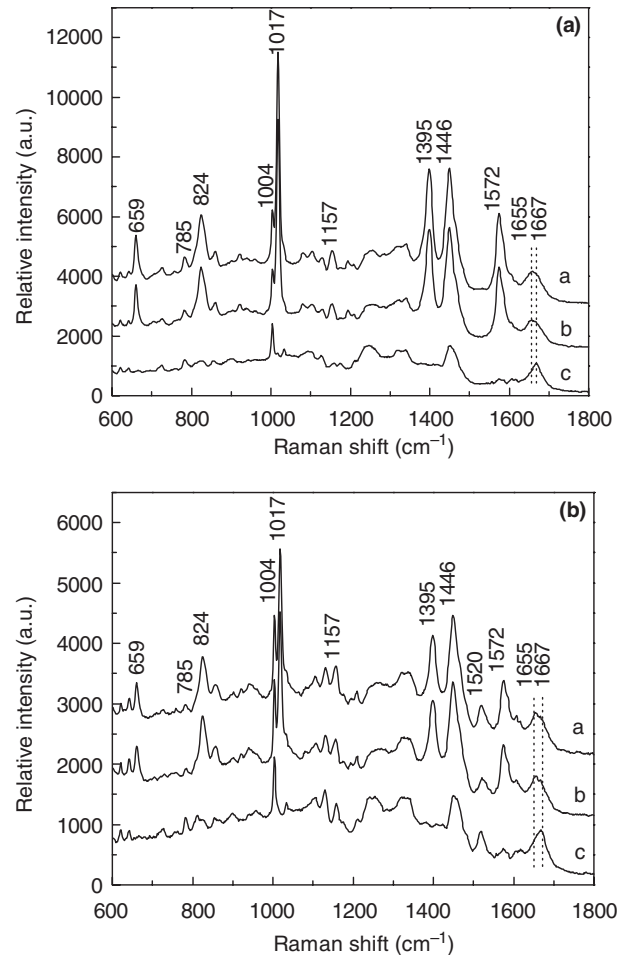 (a)
12000
10000
8000
6000
4000
2000
0
Relative intensity (a.u.)
659
785
824
1004
1017
1157
1395
1446
1572
1655
1667
a
b
c
600 800 1000 1200 1400 1600 1800
Raman shift (cm−1)
(b)
6000
5000
4000
3000
2000
1000
0
Relative intensity (a.u.)
659
785
824
1004
1017
1157
1395
1446
1520
1572
1655
1667
a
b
c
600 800 1000 1200 1400 1600 1800
Raman shift (cm−1)